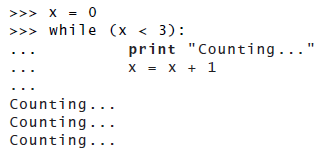 >>> x = 0
>>> while (x < 3):
...         print "Counting..."
...         x = x + 1
...
Counting...
Counting...
Counting...